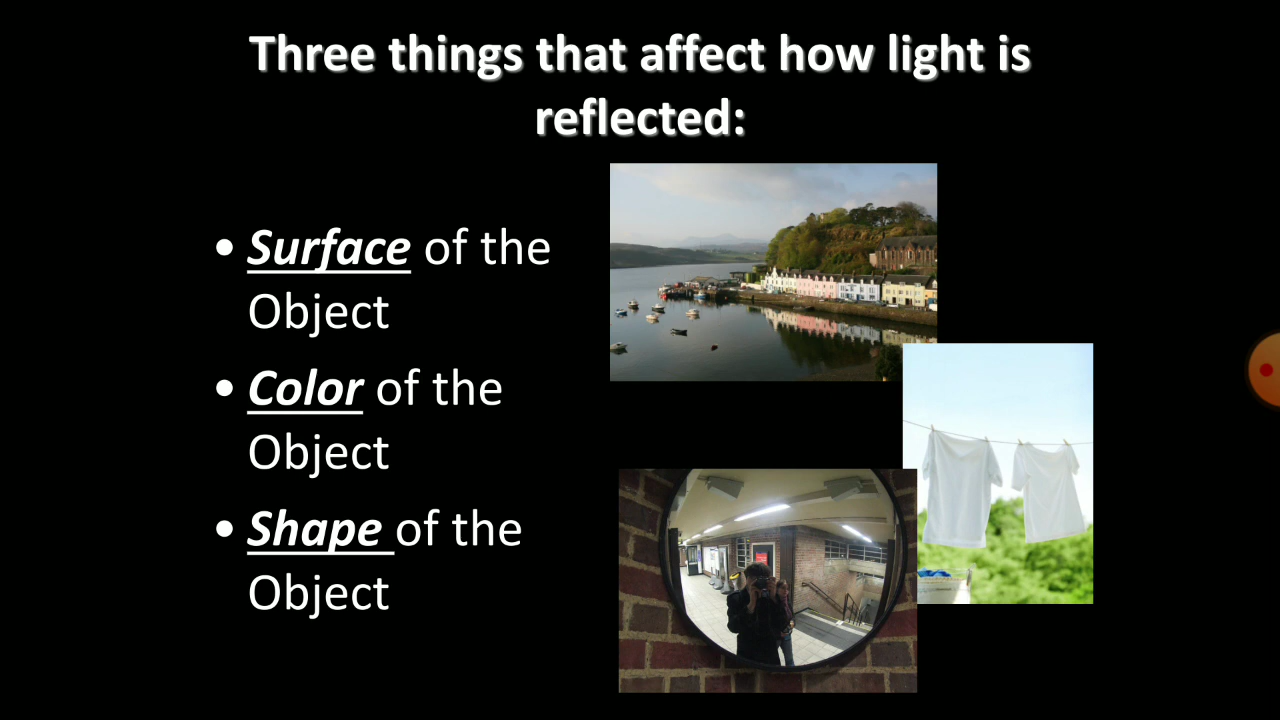 Three things that affect how light is
reflected:
• Surface of the
Object
• Color of the
Object
• Shape of the
Object